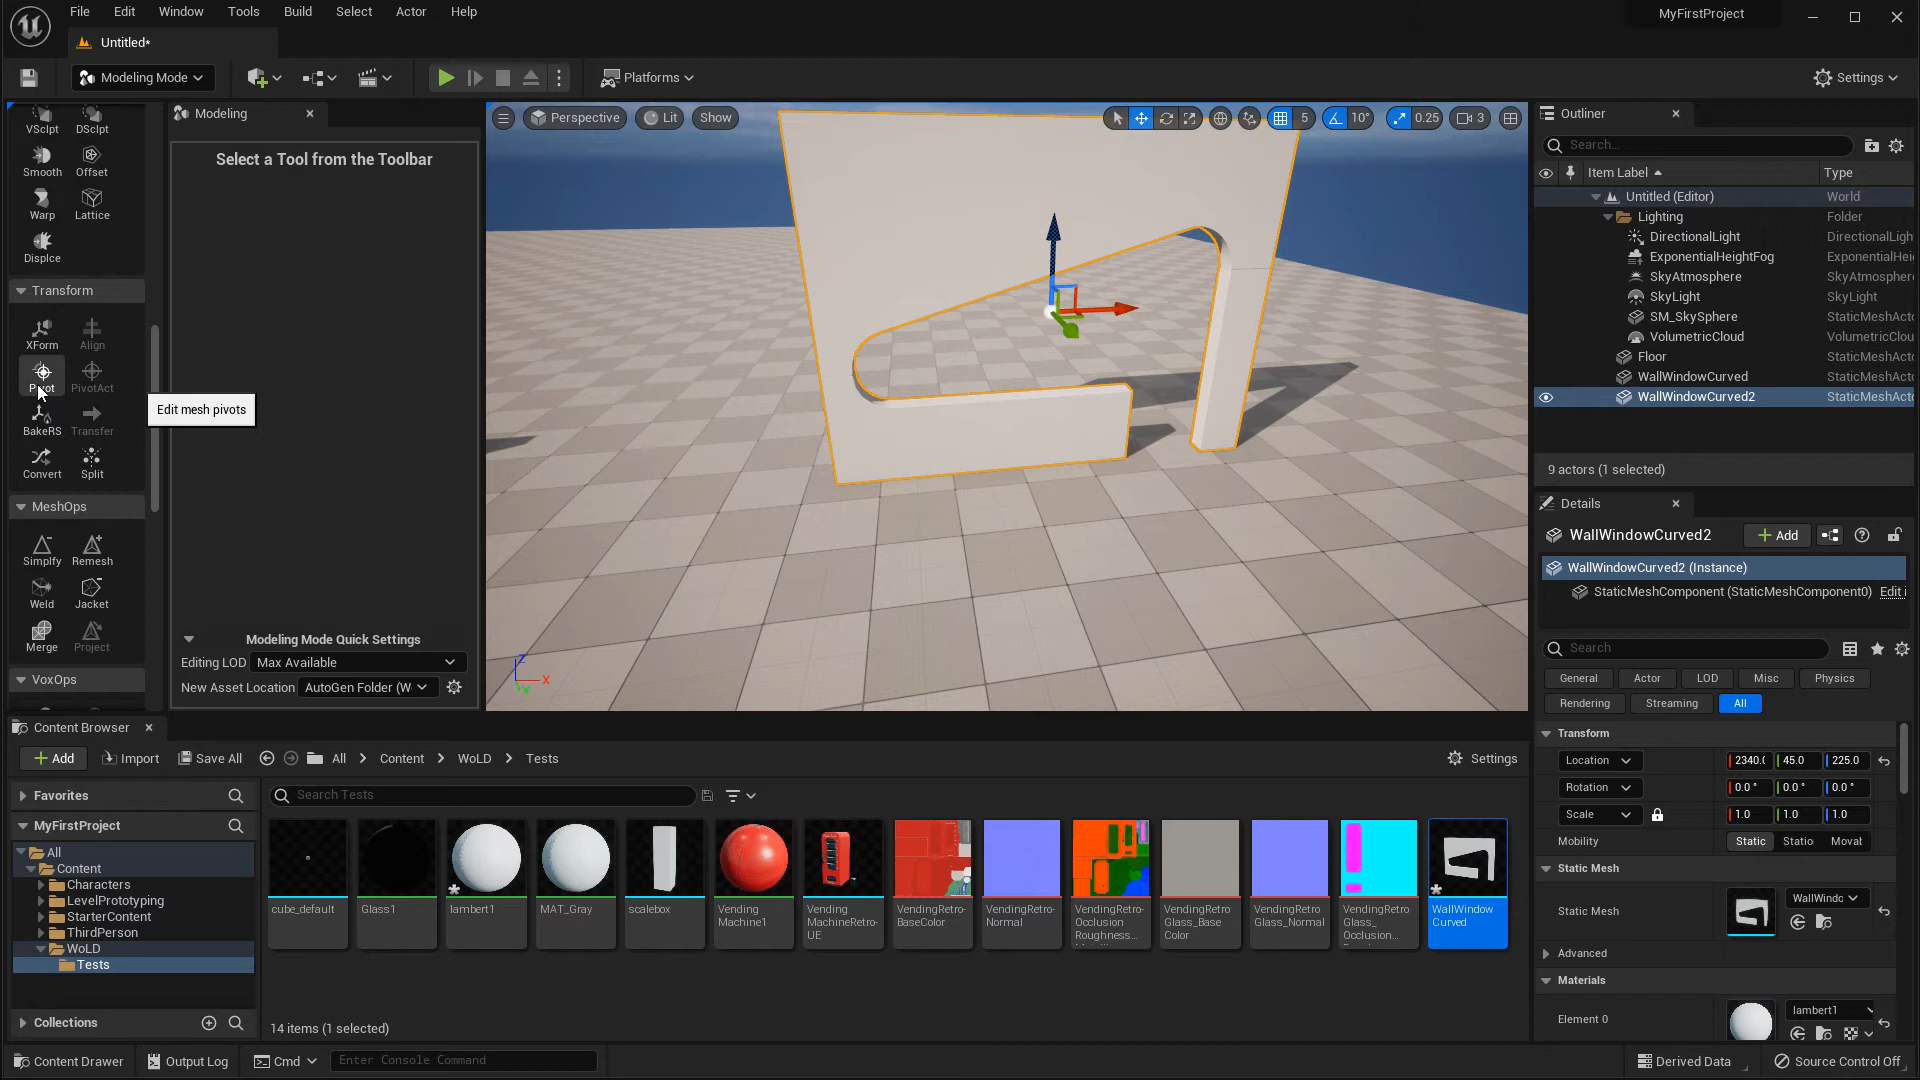 File Edit Window Tools Build Select Actor Help
MyFirstProject
Untitled*
Modeling Mode
Platforms
Settings
VSclpt DSclpt
Smooth Offset
Warp Lattice
Displce
Transform
XForm Align
Pivot PivotAct
BakeRS Transfer
Convert Split
MeshOps
Simplfy Remesh
Weld Jacket
Merge Project
VoxOps
Edit mesh pivots
Modeling
Select a Tool from the Toolbar
Modeling Mode Quick Settings
Editing LOD Max Available
New Asset Location AutoGen Folder (W
Perspective Lit Show
5 10° 0.25 3
Z
X
Y
Outliner
Search...
Item Label Type
Untitled (Editor) World
Lighting Folder
DirectionalLight DirectionalLigh
ExponentialHeightFog ExponentialHei
SkyAtmosphere SkyAtmosphere
SkyLight SkyLight
SM_SkySphere StaticMeshActo
VolumetricCloud VolumetricClou
Floor StaticMeshActo
WallWindowCurved StaticMeshActo
WallWindowCurved2 StaticMeshActo
9 actors (1 selected)
Details
WallWindowCurved2
Add
WallWindowCurved2 (Instance)
StaticMeshComponent (StaticMeshComponent0) Edit i
Search
General Actor LOD Misc Physics
Rendering Streaming All
Transform
Location 2340.( 45.0 225.0
Rotation 0.0° 0.0° 0.0°
Scale 1.0 1.0 1.0
Mobility Static Statio Movat
Static Mesh
Static Mesh WallWindc
Advanced
Materials
Element 0 lambert1
Content Browser
Add Import Save All All Content WoLD Tests
Settings
Favorites
MyFirstProject
All
Content
Characters
LevelPrototyping
StarterContent
ThirdPerson
WoLD
Tests
Collections
Search Tests
cube_default
Glass1
lambert1
MAT_Gray
scalebox
Vending
Machine1
Vending
MachineRetro-
UE
VendingRetro-
BaseColor
VendingRetro-
Normal
VendingRetro-
Occlusion
Roughness...
VendingRetro
Glass_Base
Color
VendingRetro
Glass_Normal
VendingRetro
Glass_
Occlusion...
WallWindow
Curved
14 items (1 selected)
Content Drawer Output Log Cmd Enter Console Command
Derived Data Source Control Off